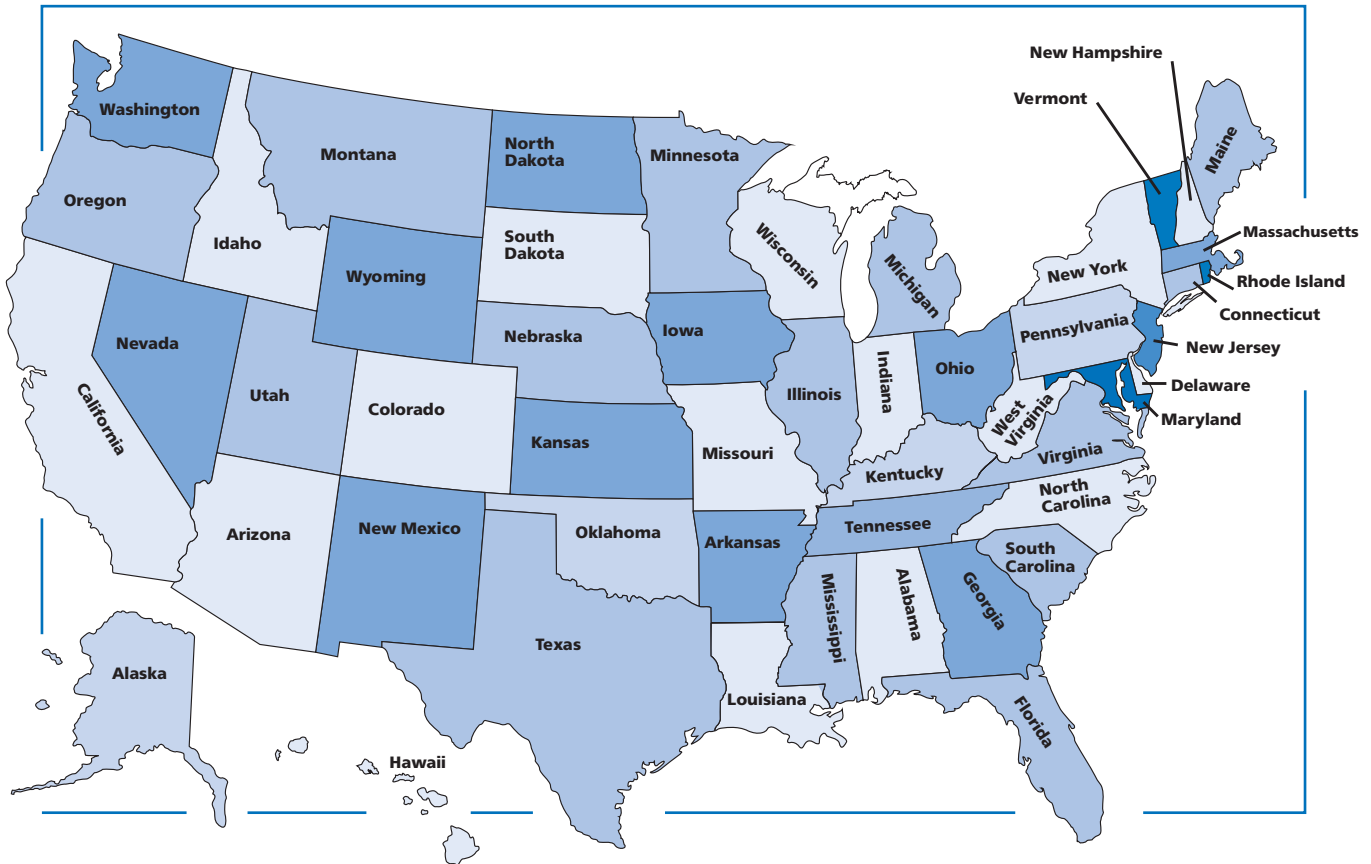 New Hampshire
Vermont
Washington
Montana
North
Dakota
Minnesota
Maine
Oregon
Idaho
South
Dakota
Wisconsin
Michigan
Massachusetts
Wyoming
New York
Rhode Island
Connecticut
Nevada
Nebraska
Iowa
Pennsylvania
New Jersey
Utah
Colorado
Illinois
Indiana
Ohio
Delaware
California
West
Virginia
Maryland
Kansas
Missouri
Kentucky
Virginia
Arizona
New Mexico
Oklahoma
Arkansas
Tennessee
North
Carolina
South
Carolina
Mississippi
Alabama
Georgia
Alaska
Texas
Louisiana
Florida
Hawaii